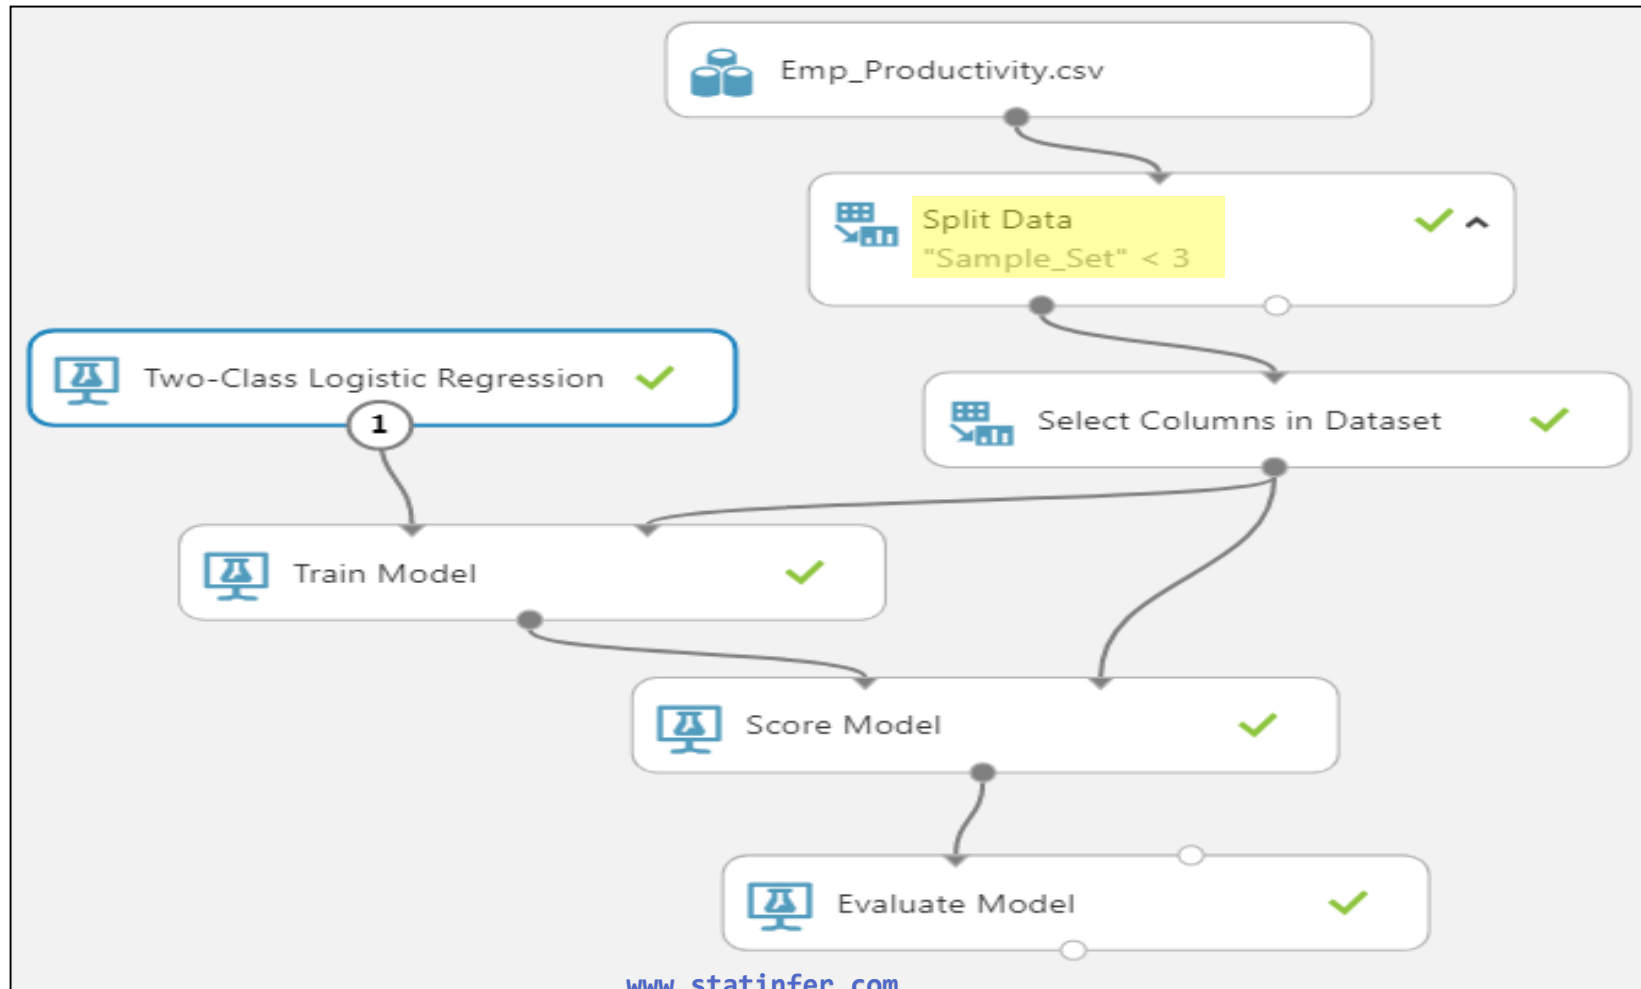 Emp_Productivity.csv
Split Data
"Sample_Set" < 3
Two-Class Logistic Regression
1
Select Columns in Dataset
Train Model
Score Model
Evaluate Model
www.statinfer.com